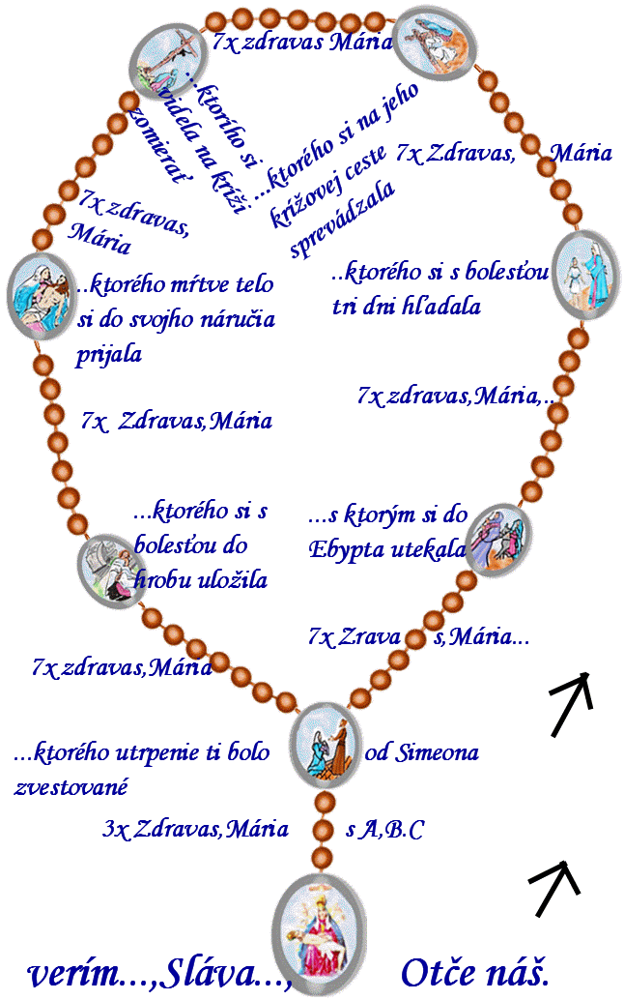 7x zdravas Mária
...ktorího si
videla na kríži
zomierať
...ktorého si na jeho
krížovej ceste
sprevádzala
7x Zdravas, Mária
7x zdravas,
Mária
..ktorého mŕtve telo
si do svojho náručia
prijala
..ktorého si s bolesťou
tri dni hľadala
7x zdravas,Mária,..
7x Zdravas,Mária
...ktorého si s
bolesťou do
hrobu uložila
...s ktorým si do
Ebypta utekala
7x Zrava s,Mária...
7x zdravas,Mária
...ktorého utrpenie ti bolo od Simeona
zvestované
3x Zdravas,Mária s A,B.C
verím...,Sláva..., Otče náš.